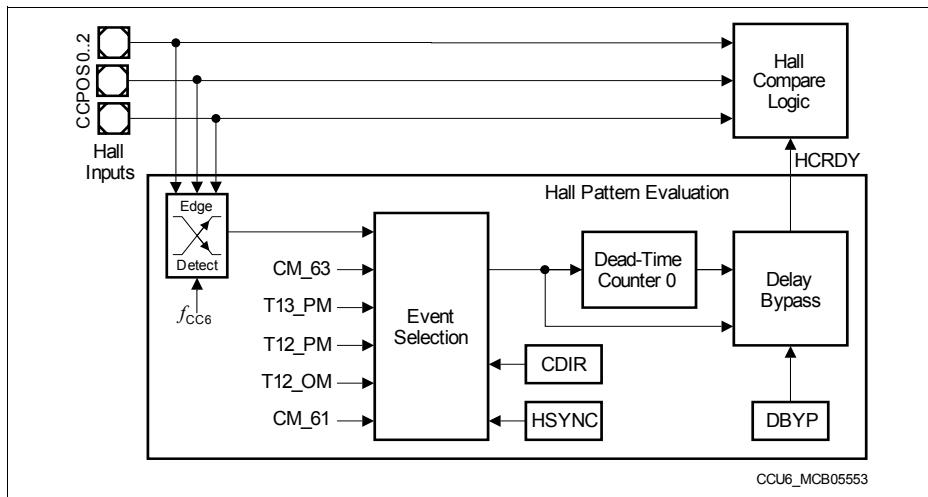 CCPOS0..2
Hall
Inputs
Hall
Compare
Logic
HCRDY
Hall Pattern Evaluation
Edge
Detect
fCC6
CM_63
T13_PM
T12_PM
T12_OM
CM_61
Event
Selection
Dead-Time
Counter 0
Delay
Bypass
CDIR
HSYNC
DBYP
CCU6_MCB05553